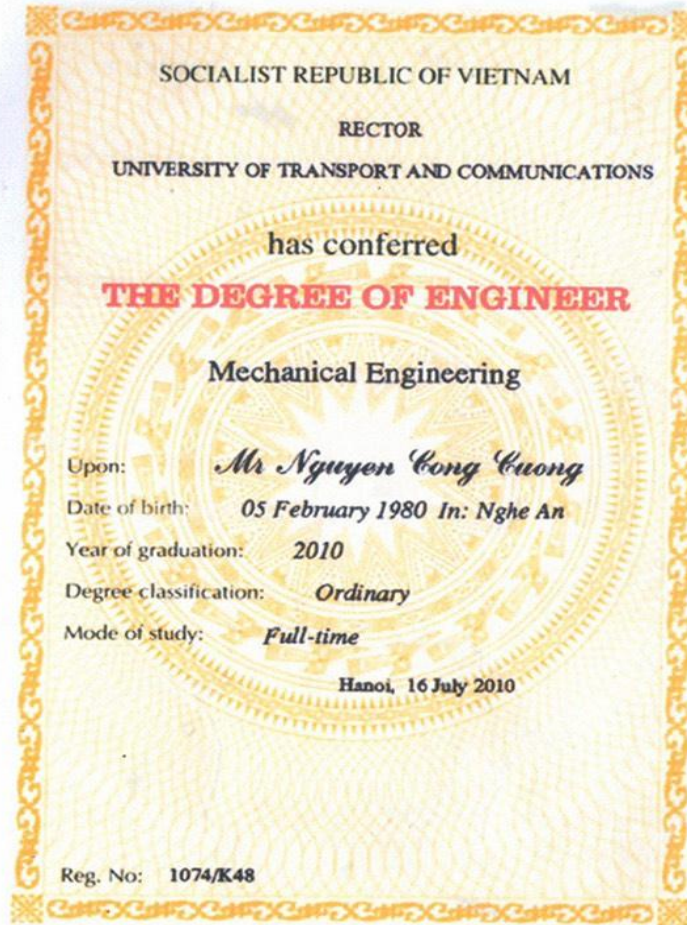 SOCIALIST REPUBLIC OF VIETNAM
RECTOR
UNIVERSITY OF TRANSPORT AND COMMUNICATIONS
has conferred
THE DEGREE OF ENGINEER
Mechanical Engineering
Upon: Mr Nguyen Cong Cuong
Date of birth: 05 February 1980 In: Nghe An
Year of graduation: 2010
Degree classification: Ordinary
Mode of study: Full-time
Hanoi, 16 July 2010
Reg. No: 1074/K48